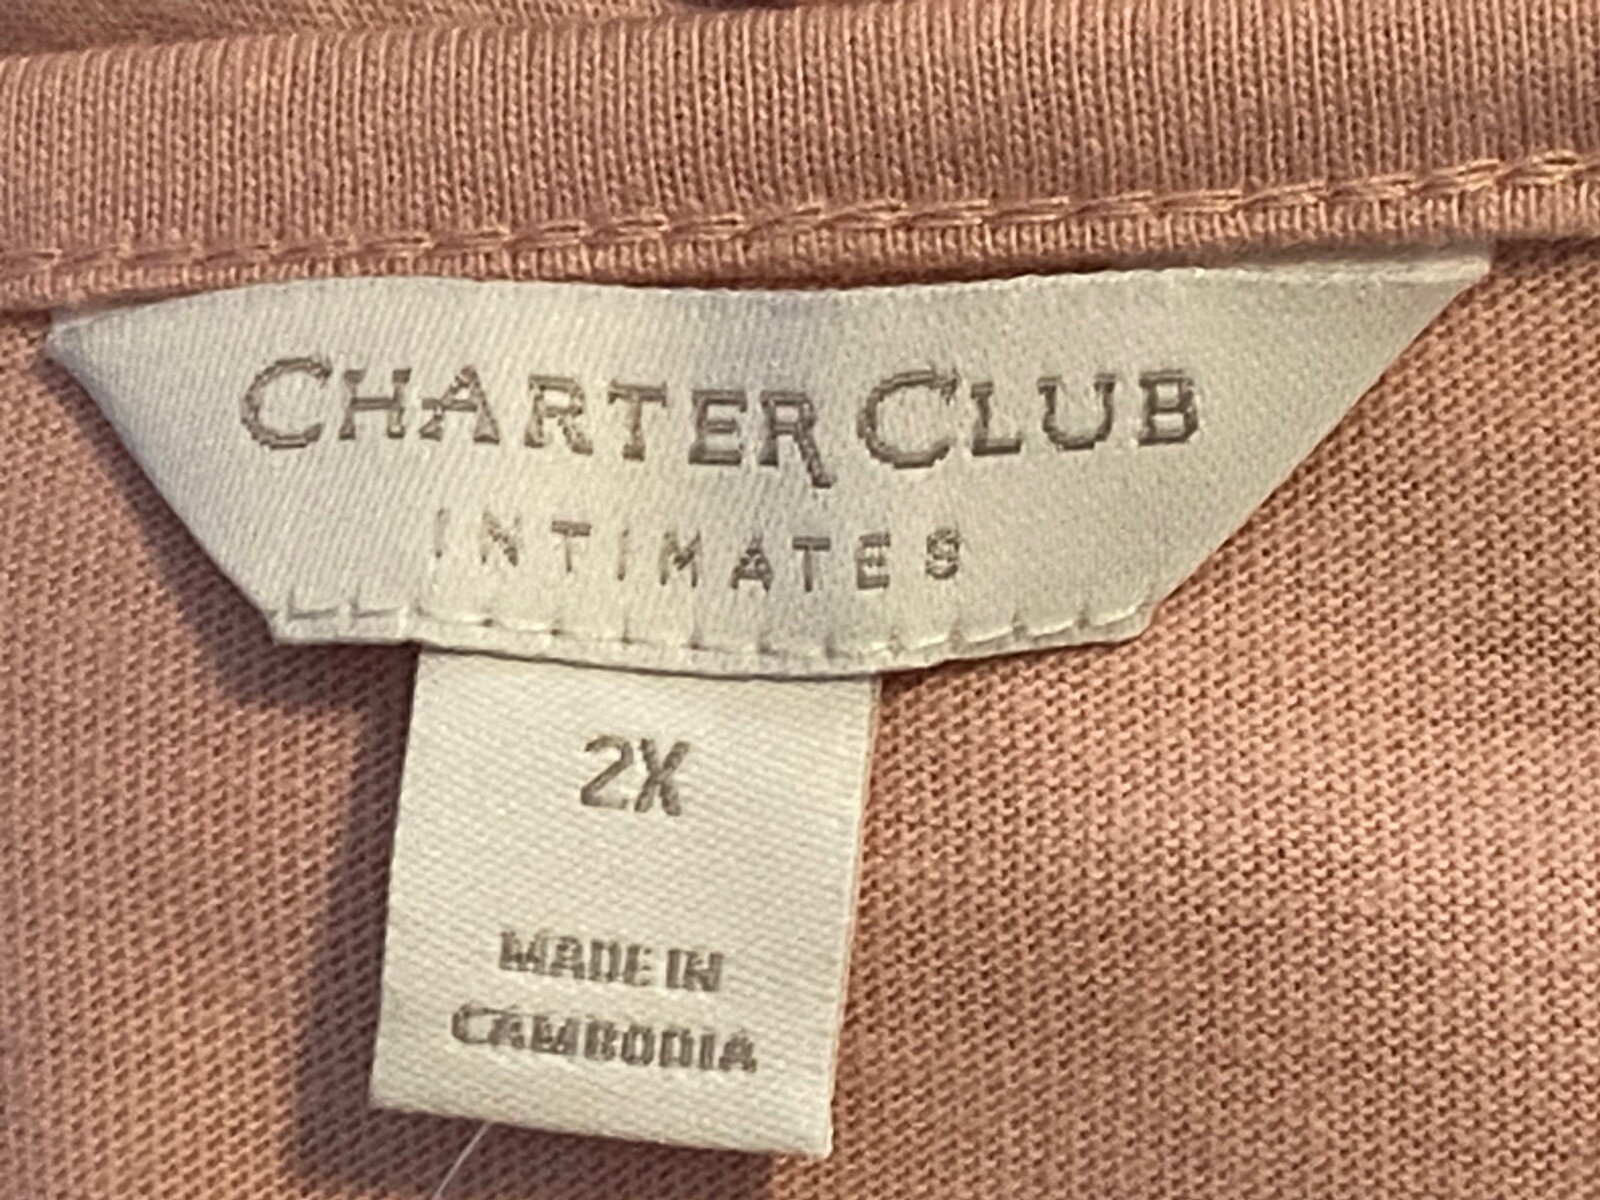 CHARTER CLUB
INTIMATES
2X
MADE IN
CAMBODIA